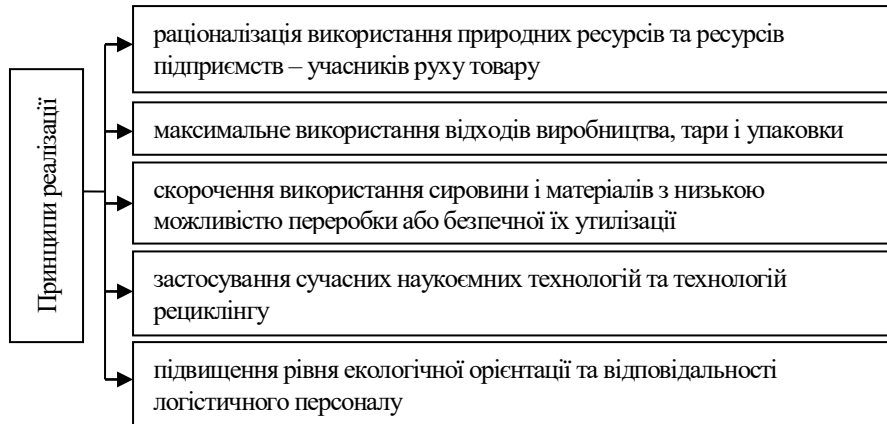 Принципи реалізації
раціоналізація використання природних ресурсів та ресурсів
підприємств – учасників руху товару
максимальне використання відходів виробництва, тари і упаковки
скорочення використання сировини і матеріалів з низькою
можливістю переробки або безпечної їх утилізації
застосування сучасних наукоємних технологій та технологій
рециклінгу
підвищення рівня екологічної орієнтації та відповідальності
логістичного персоналу